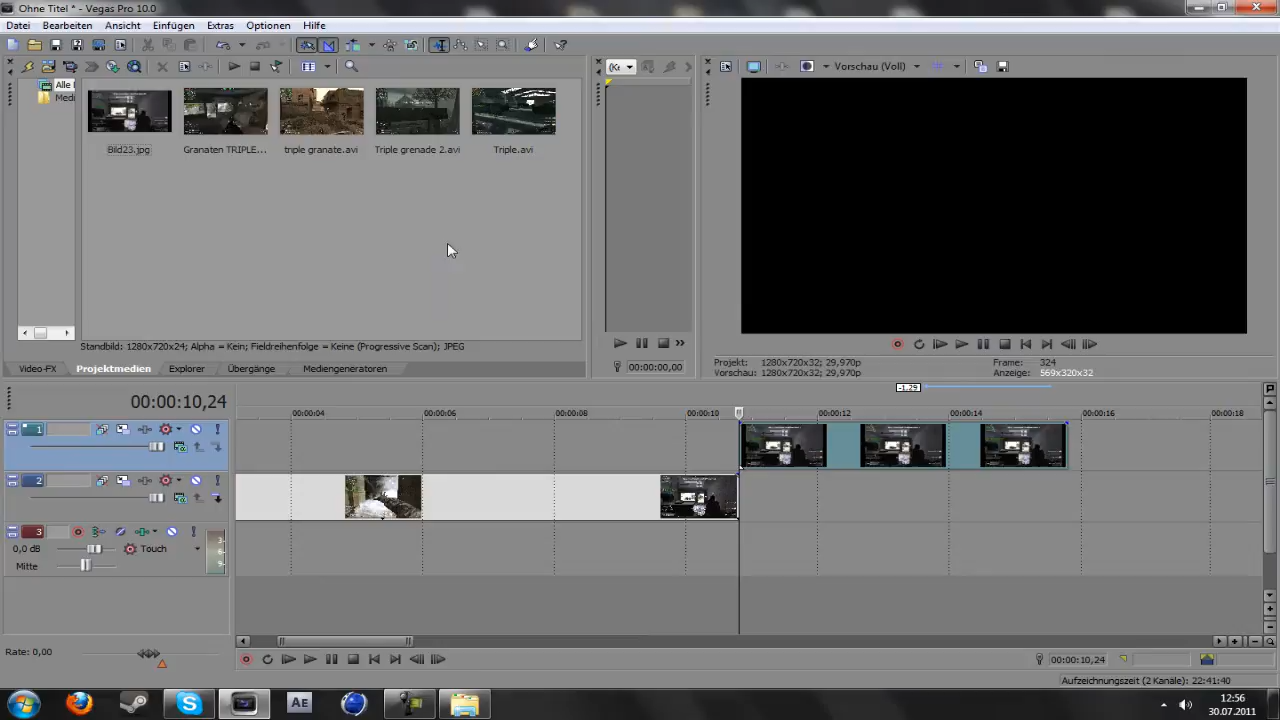 Ohne Titel * - Vegas Pro 10.0
Datei Bearbeiten Ansicht Einfügen Extras Optionen Hilfe
Vorschau (Voll)
Alle
Medi
Bild23.jpg Granaten TRIPLE... triple granate.avi Triple grenade 2.avi Triple.avi
Standbild: 1280x720x24; Alpha = Kein; Fieldreihenfolge = Keine (Progressive Scan); JPEG
Video-FX Projektmedien Explorer Übergänge Mediengeneratoren
00:00:00,00
Projekt: 1280x720x32; 29,970p Frame: 324
Vorschau: 1280x720x32; 29,970p Anzeige: 569x320x32
-1.29
00:00:10,24
00:00:04 00:00:06 00:00:08 00:00:10 00:00:12 00:00:14 00:00:16 00:00:18
1
2
3
0,0 dB Touch
Mitte
3
6
9
Rate: 0,00
00:00:10,24
Aufzeichnungszeit (2 Kanäle): 22:41:40
Ae
12:56
30.07.2011